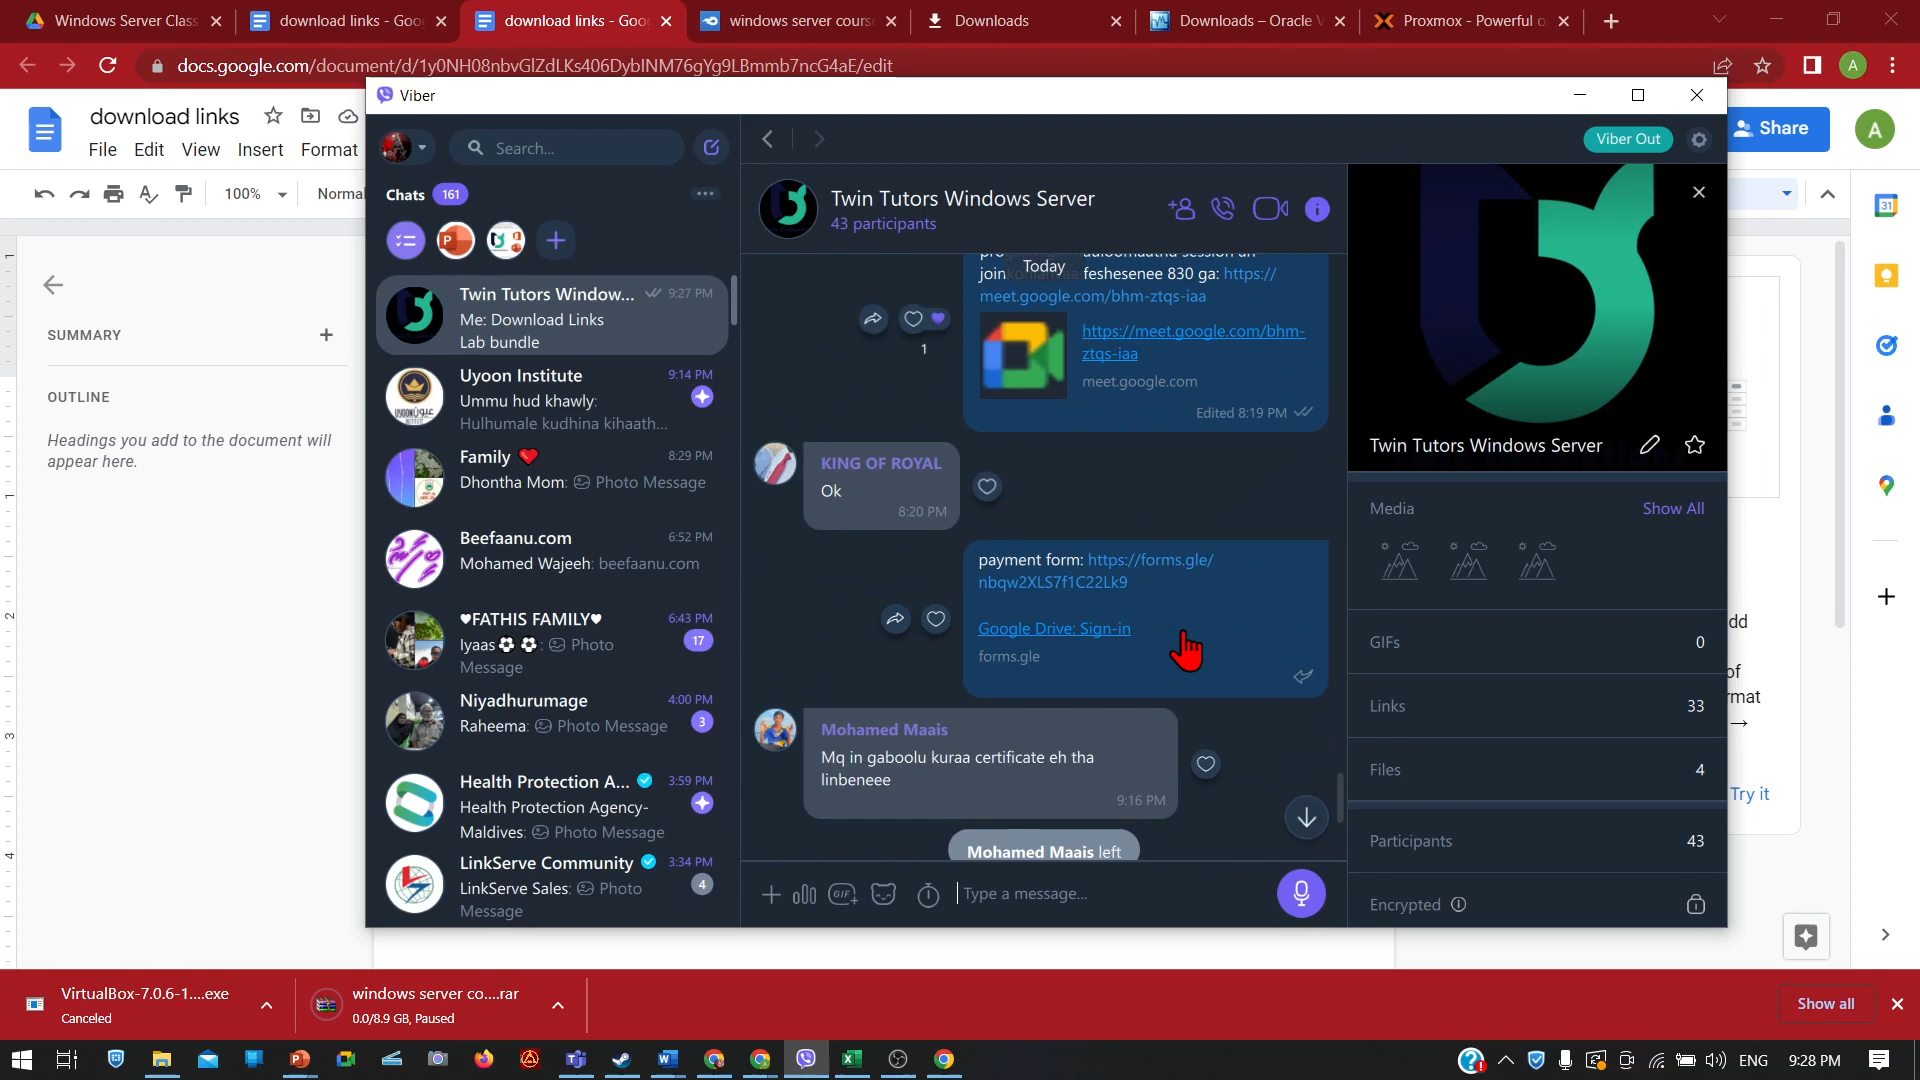 Windows Server Class
download links - Goo
download links - Goo
windows server course
Downloads
Downloads – Oracle V
Proxmox - Powerful o
docs.google.com/document/d/1y0NH08nbvGlZdLKs406DyblNM76gYg9LBmmb7ncG4aE/edit
A
download links
File Edit View Insert Format
Share
A
100%
Normal
SUMMARY
OUTLINE
Headings you add to the document will
appear here.
Viber
Search...
Chats 161
Twin Tutors Window... 9:27 PM
Me: Download Links
Lab bundle
Uyoon Institute 9:14 PM
Ummu hud khawly:
Hulhumale kudhina kihaath...
Family 8:29 PM
Dhontha Mom: Photo Message
Beefaanu.com 6:52 PM
Mohamed Wajeeh: beefaanu.com
♥FATHIS FAMILY♥ 6:43 PM
Iyaas⚽⚽: Photo 17
Message
Niyadhurumage 4:00 PM
Raheema: Photo Message 3
Health Protection A... 3:59 PM
Health Protection Agency-
Maldives: Photo Message
LinkServe Community 3:34 PM
LinkServe Sales: Photo 4
Message
Viber Out
Twin Tutors Windows Server
43 participants
Today
join feshesenee 830 ga: https://
meet.google.com/bhm-ztqs-iaa
https://meet.google.com/bhm-
ztqs-iaa
meet.google.com
1
Edited 8:19 PM
KING OF ROYAL
Ok
8:20 PM
payment form: https://forms.gle/
nbqw2XLS7f1C22Lk9
Google Drive: Sign-in
forms.gle
Mohamed Maais
Mq in gaboolu kuraa certificate eh tha
linbeneee
9:16 PM
Mohamed Maais left
GIF
Type a message...
Twin Tutors Windows Server
Media Show All
GIFs 0
Links 33
Files 4
Participants 43
Encrypted
31
dd
of
mat
→
Try it
VirtualBox-7.0.6-1....exe
Canceled
windows server co....rar
0.0/8.9 GB, Paused
Show all
ENG 9:28 PM